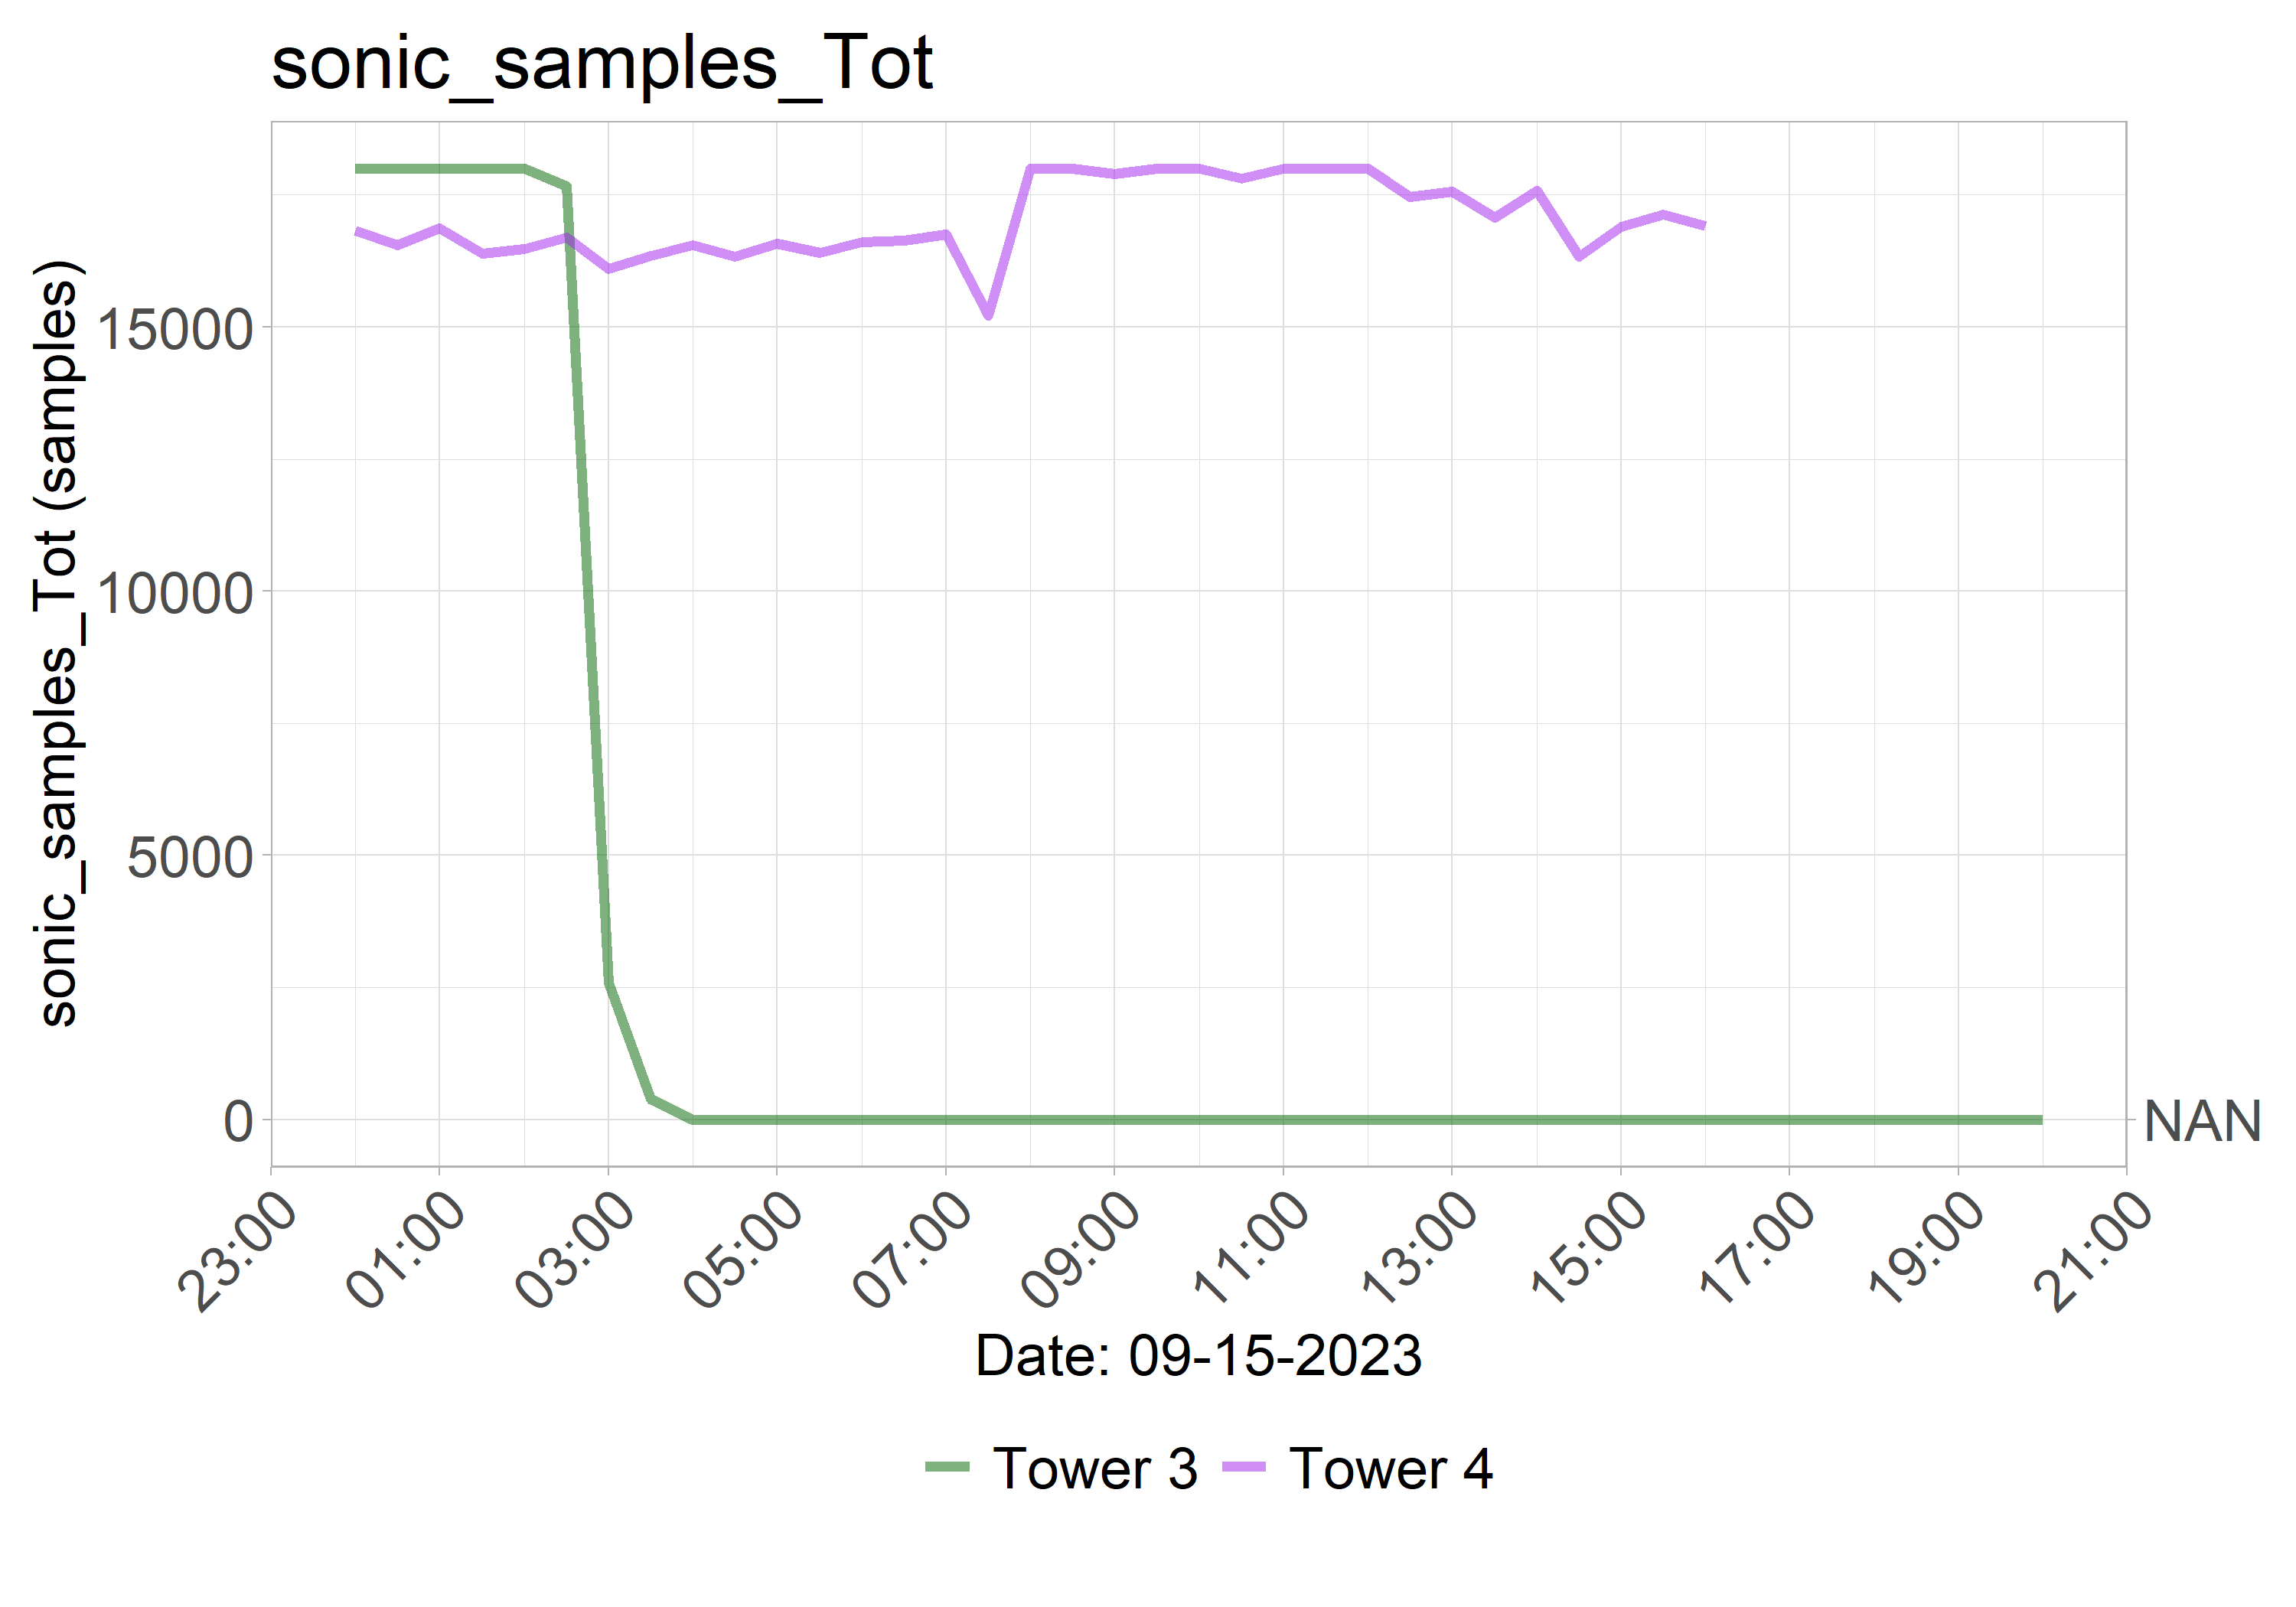 sonic_samples_Tot
sonic_samples_Tot (samples)
15000
10000
5000
0
NAN
23:00
01:00
03:00
05:00
07:00
09:00
11:00
13:00
15:00
17:00
19:00
21:00
Date: 09-15-2023
Tower 3
Tower 4